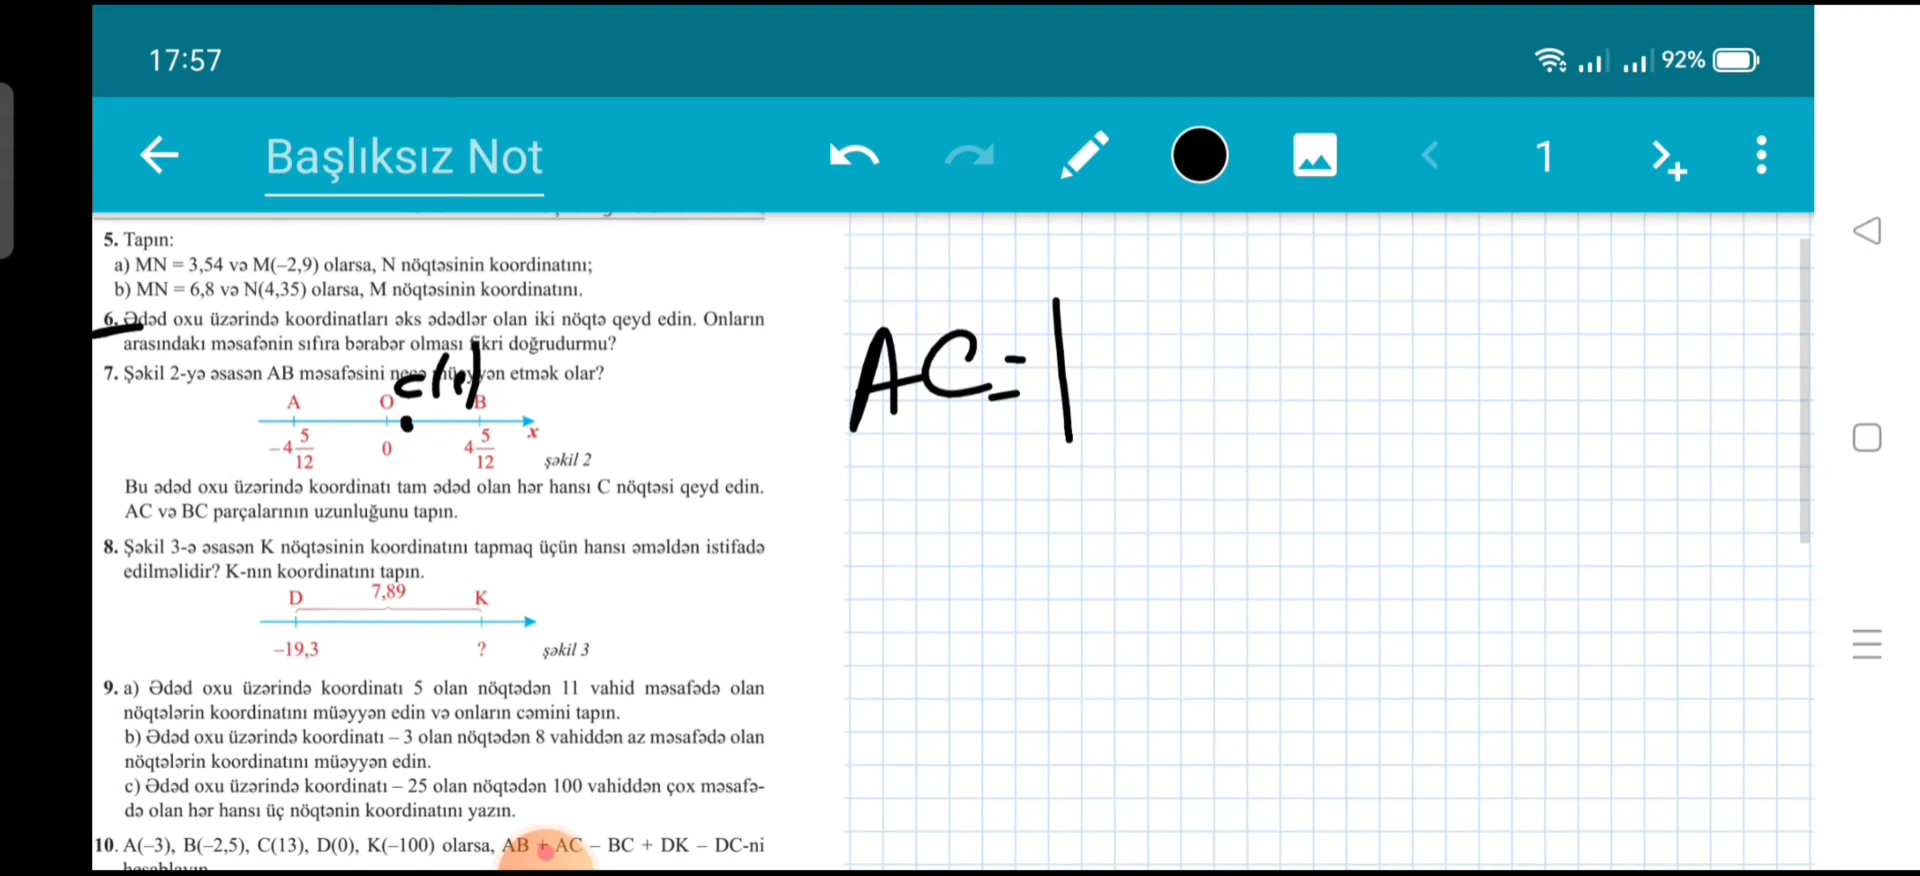 17:57
92%
Başlıksız Not
1
5. Tapın:
a) MN = 3,54 və M(–2,9) olarsa, N nöqtəsinin koordinatını;
b) MN = 6,8 və N(4,35) olarsa, M nöqtəsinin koordinatını.
6. Ədəd oxu üzərində koordinatları əks ədədlər olan iki nöqtə qeyd edin. Onların
arasındakı məsafənin sıfıra bərabər olması fikri doğrudurmu?
7. Şəkil 2-yə əsasən AB məsafəsini necə müəyyən etmək olar?
C(1)
A O B
x
–4 5/12 0 4 5/12
şəkil 2
Bu ədəd oxu üzərində koordinatı tam ədəd olan hər hansı C nöqtəsi qeyd edin.
AC və BC parçalarının uzunluğunu tapın.
8. Şəkil 3-ə əsasən K nöqtəsinin koordinatını tapmaq üçün hansı əməldən istifadə
edilməlidir? K-nın koordinatını tapın.
D 7,89 K
–19,3 ? şəkil 3
9. a) Ədəd oxu üzərində koordinatı 5 olan nöqtədən 11 vahid məsafədə olan
nöqtələrin koordinatını müəyyən edin və onların cəmini tapın.
b) Ədəd oxu üzərində koordinatı – 3 olan nöqtədən 8 vahiddən az məsafədə olan
nöqtələrin koordinatını müəyyən edin.
c) Ədəd oxu üzərində koordinatı – 25 olan nöqtədən 100 vahiddən çox məsafə-
də olan hər hansı üç nöqtənin koordinatını yazın.
10. A(–3), B(–2,5), C(13), D(0), K(–100) olarsa, AB + AC – BC + DK – DC-ni
AC=|